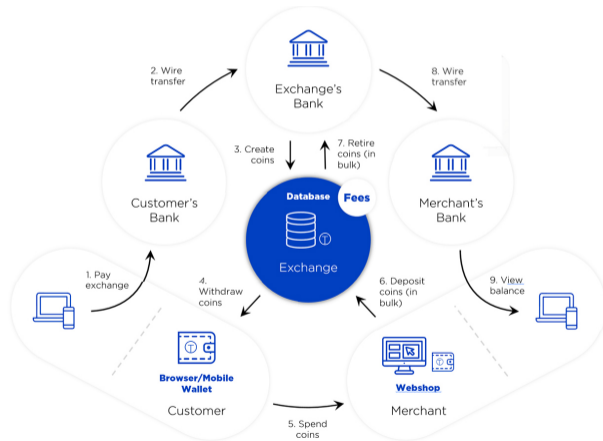 2. Wire
transfer
8. Wire
transfer
Exchange's
Bank
3. Create
coins
7. Retire
coins (in
bulk)
Customer's
Bank
Database
Fees
Exchange
Merchant's
Bank
1. Pay
exchange
4.
Withdraw
coins
6. Deposit
coins (in
bulk)
9. View
balance
Browser/Mobile
Wallet
Customer
Webshop
Merchant
5. Spend
coins